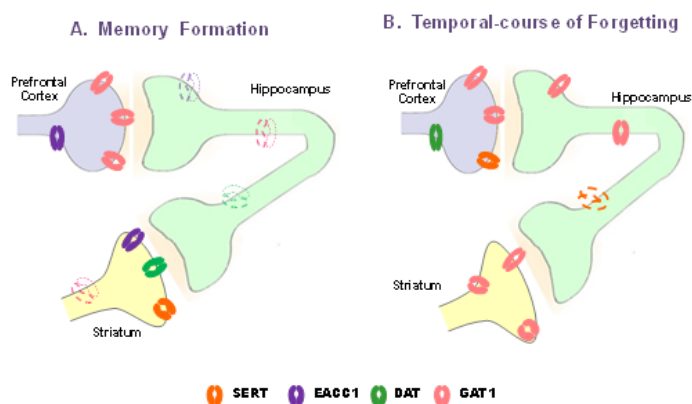 A. Memory Formation
B. Temporal-course of Forgetting
Prefrontal
Cortex
Hippocampus
Striatum
Prefrontal
Cortex
Hippocampus
Striatum
SERT EACC1 DAT GAT1